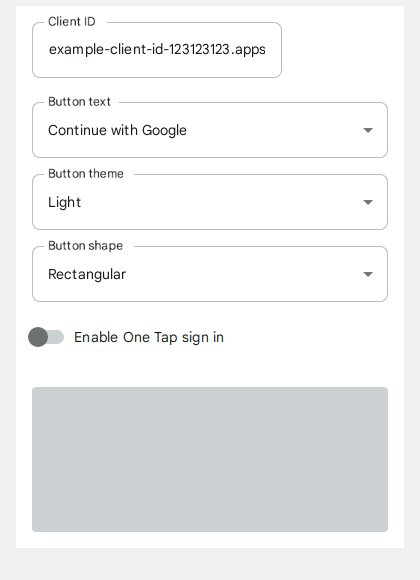 Client ID
example-client-id-123123123.apps
Button text
Continue with Google
Button theme
Light
Button shape
Rectangular
Enable One Tap sign in